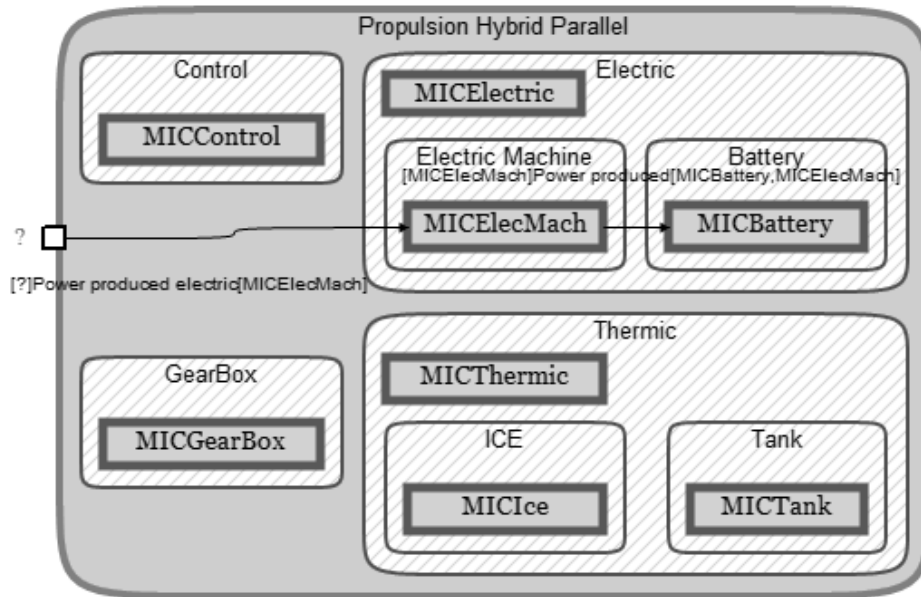 Propulsion Hybrid Parallel
Control
MICControl
Electric
MICElectric
Electric Machine
Battery
[MICElecMach]Power produced[MICBattery,MICElecMach]
MICElecMach
MICBattery
?
[?]Power produced electric[MICElecMach]
Thermic
MICThermic
GearBox
MICGearBox
ICE
MICIce
Tank
MICTank